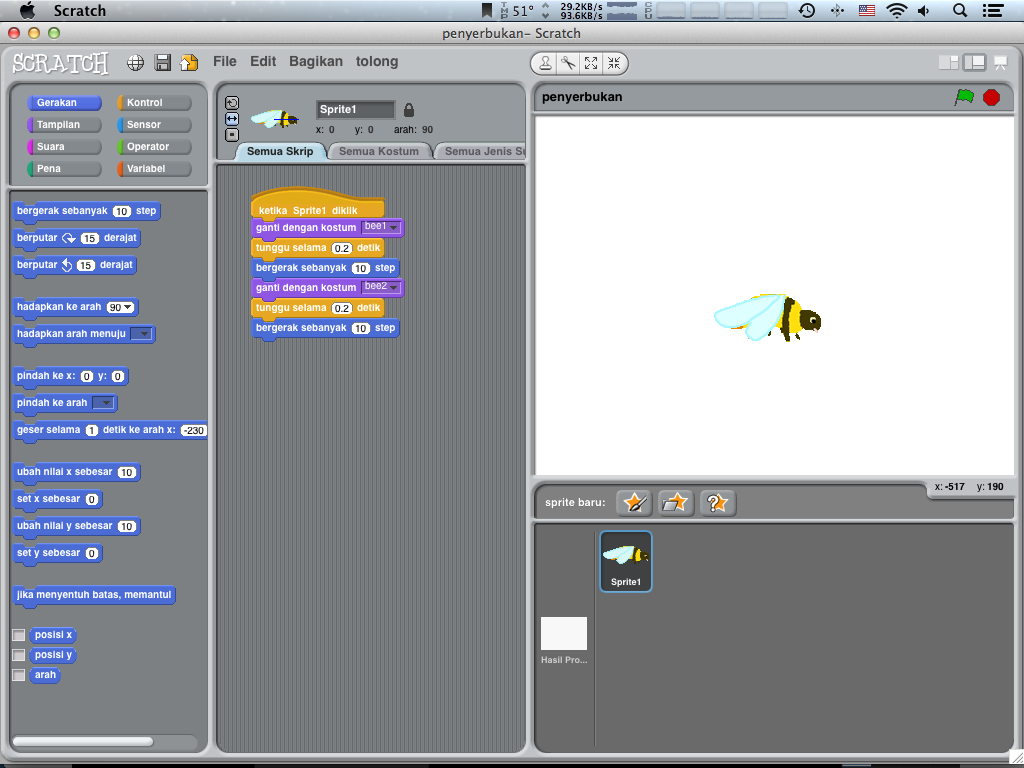 Scratch
TMP 51° 29.2KB/s 93.6KB/s CPU
penyerbukan– Scratch
SCRATCH File Edit Bagikan tolong
Gerakan Kontrol
Tampilan Sensor
Suara Operator
Pena Variabel
bergerak sebanyak 10 step
berputar 15 derajat
berputar 15 derajat
hadapkan ke arah 90
hadapkan arah menuju
pindah ke x: 0 y: 0
pindah ke arah
geser selama 1 detik ke arah x: -230
ubah nilai x sebesar 10
set x sebesar 0
ubah nilai y sebesar 10
set y sebesar 0
jika menyentuh batas, memantul
posisi x
posisi y
arah
Sprite1
x: 0 y: 0 arah: 90
Semua Skrip Semua Kostum Semua Jenis Su
ketika Sprite1 diklik
ganti dengan kostum bee1
tunggu selama 0.2 detik
bergerak sebanyak 10 step
ganti dengan kostum bee2
tunggu selama 0.2 detik
bergerak sebanyak 10 step
penyerbukan
x: -517 y: 190
sprite baru:
Sprite1
Hasil Pro...